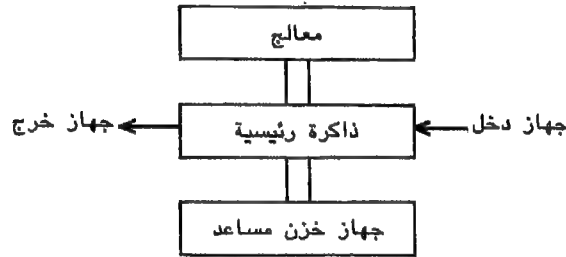 معالج
جهاز دخل
ذاكرة رئيسية
جهاز خرج
جهاز خزن مساعد